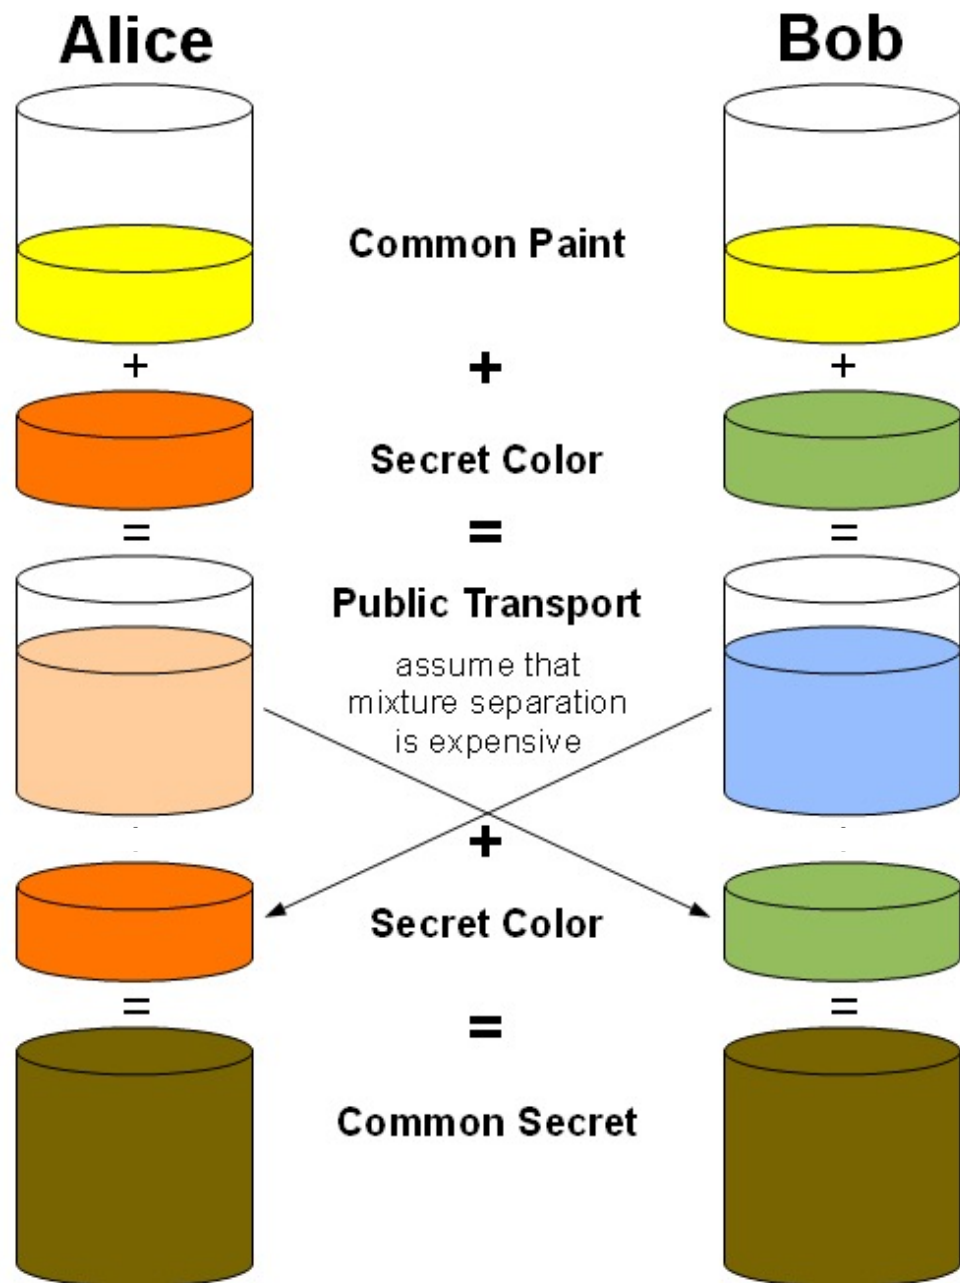 Alice
Bob
Common Paint
+
+
+
Secret Color
=
=
=
Public Transport
assume that
mixture separation
is expensive
+
Secret Color
=
=
=
Common Secret